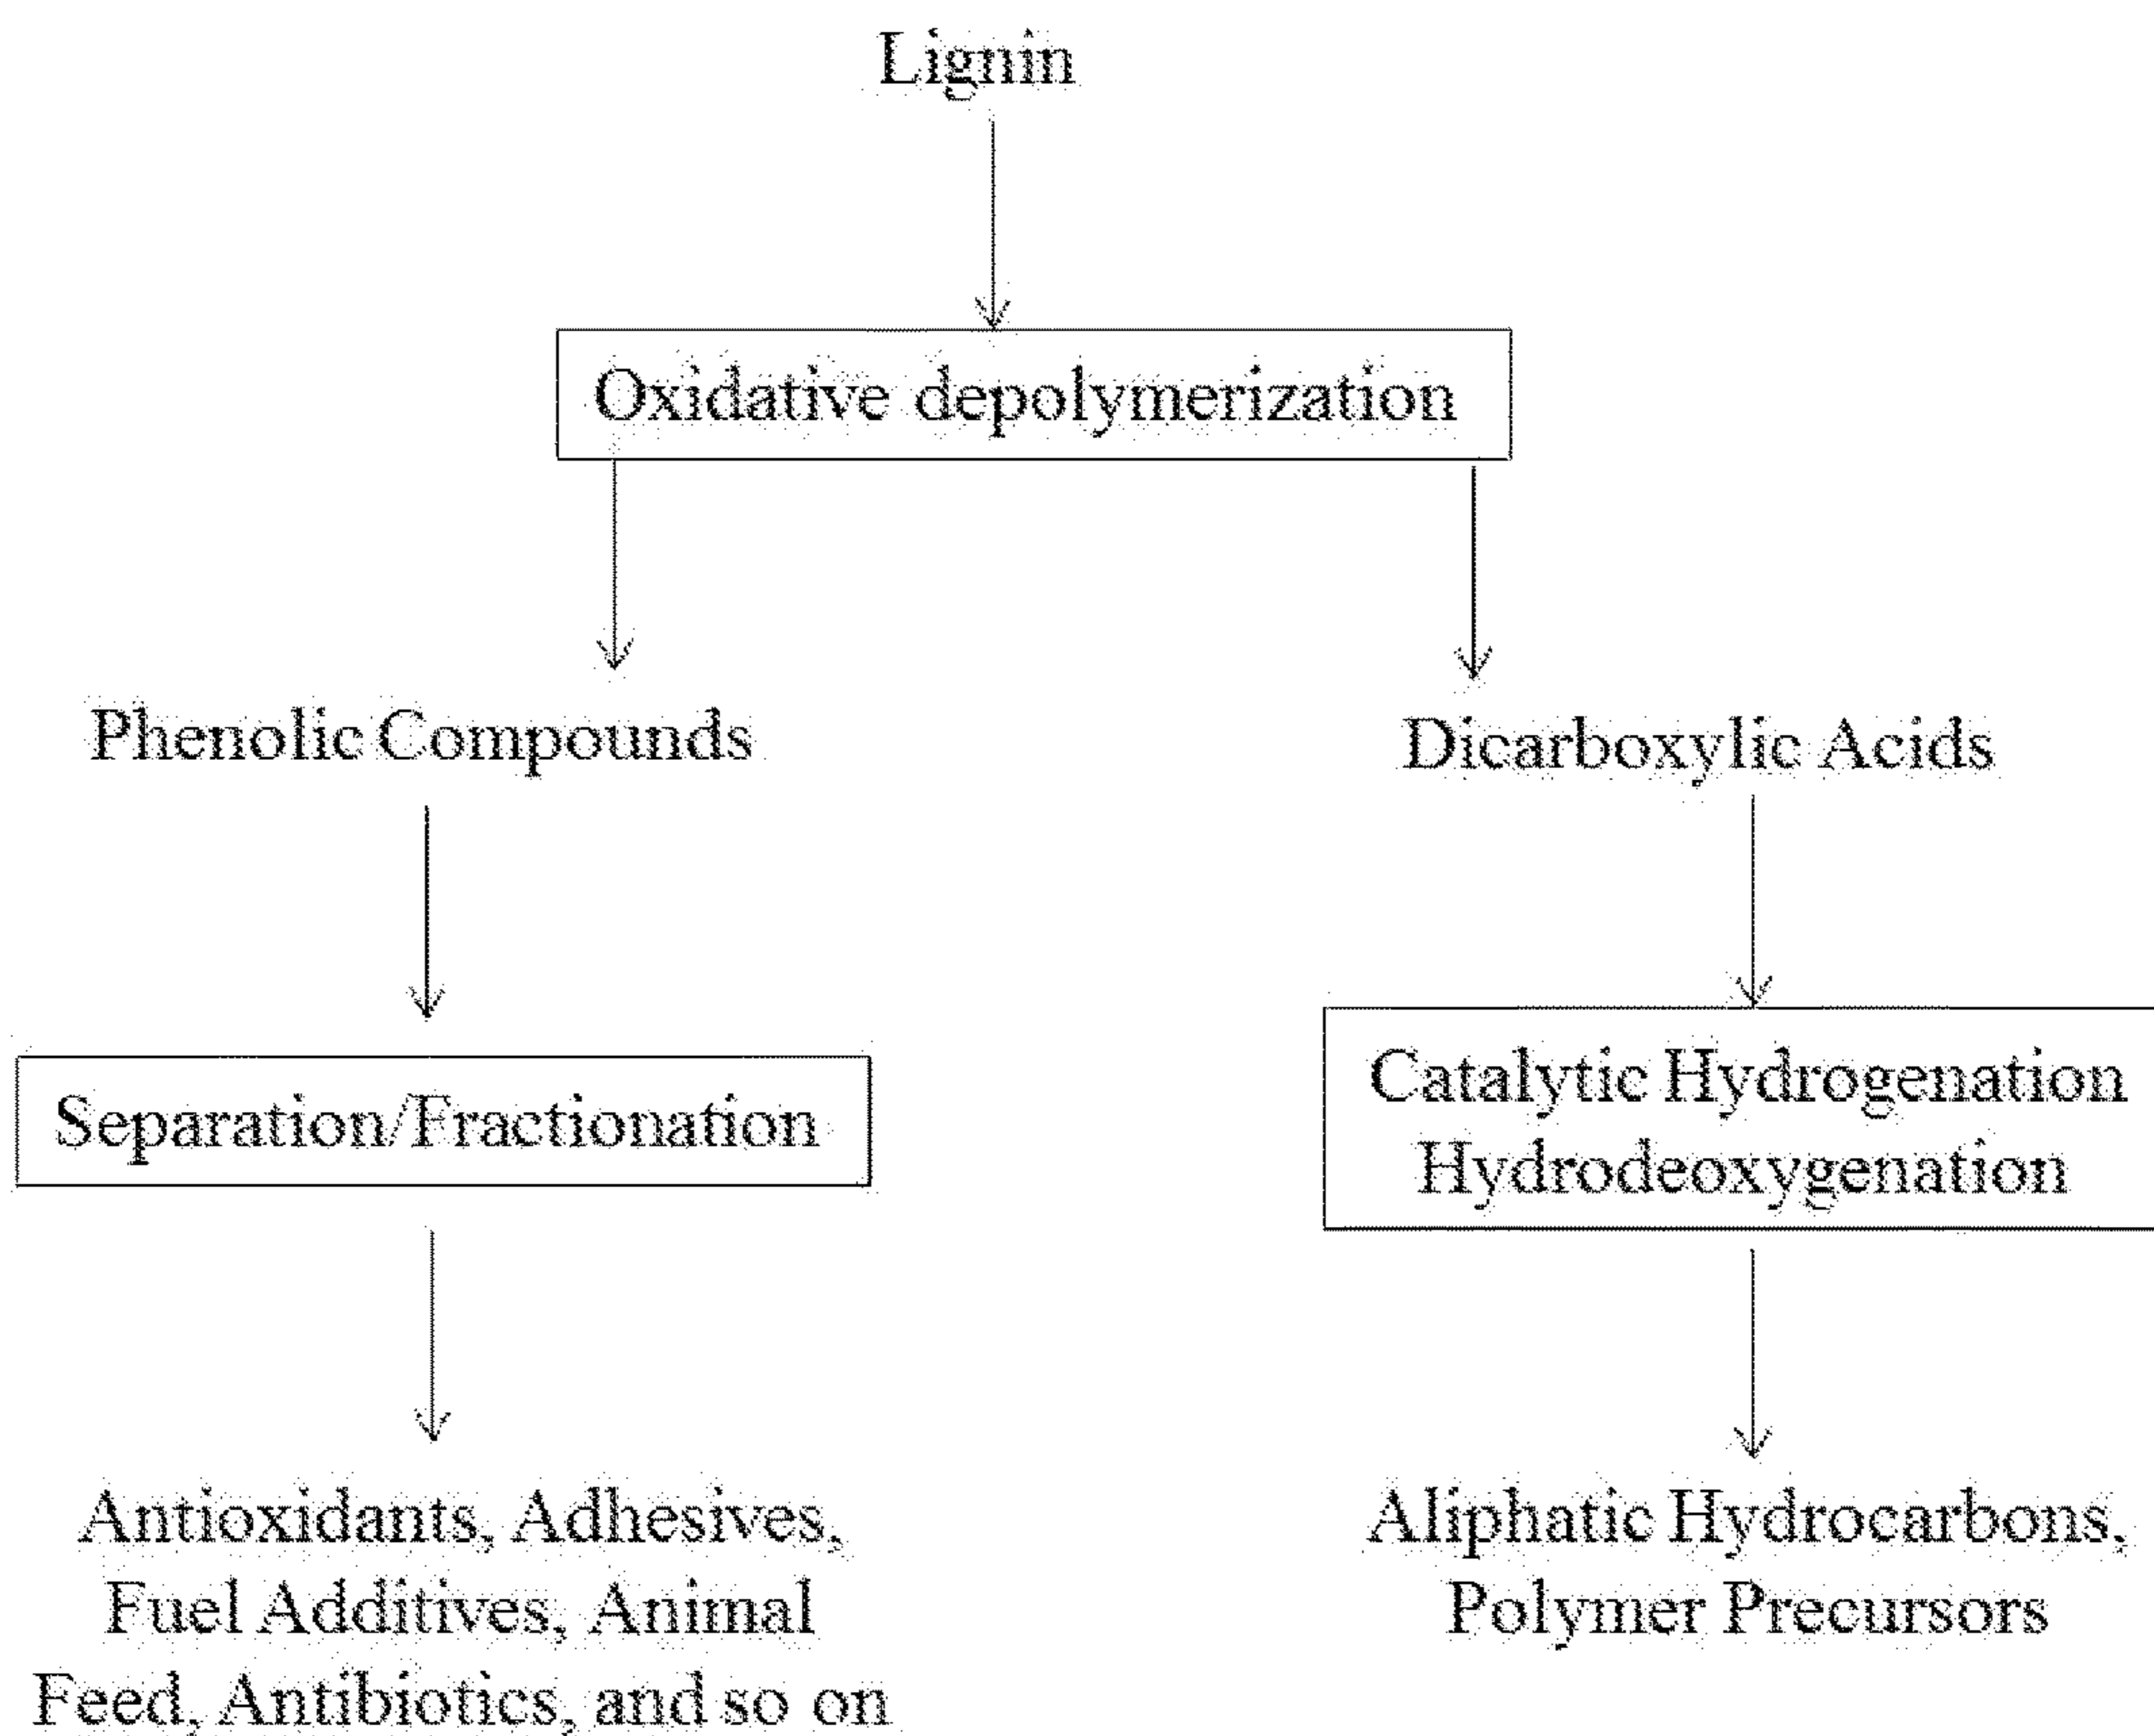 Lignin
Oxidative depolymerization
Phenolic Compounds
Dicarboxylic Acids
Separation/Fractionation
Catalytic Hydrogenation
Hydrodeoxygenation
Antioxidants, Adhesives,
Fuel Additives, Animal
Feed, Antibiotics, and so on
Aliphatic Hydrocarbons,
Polymer Precursors